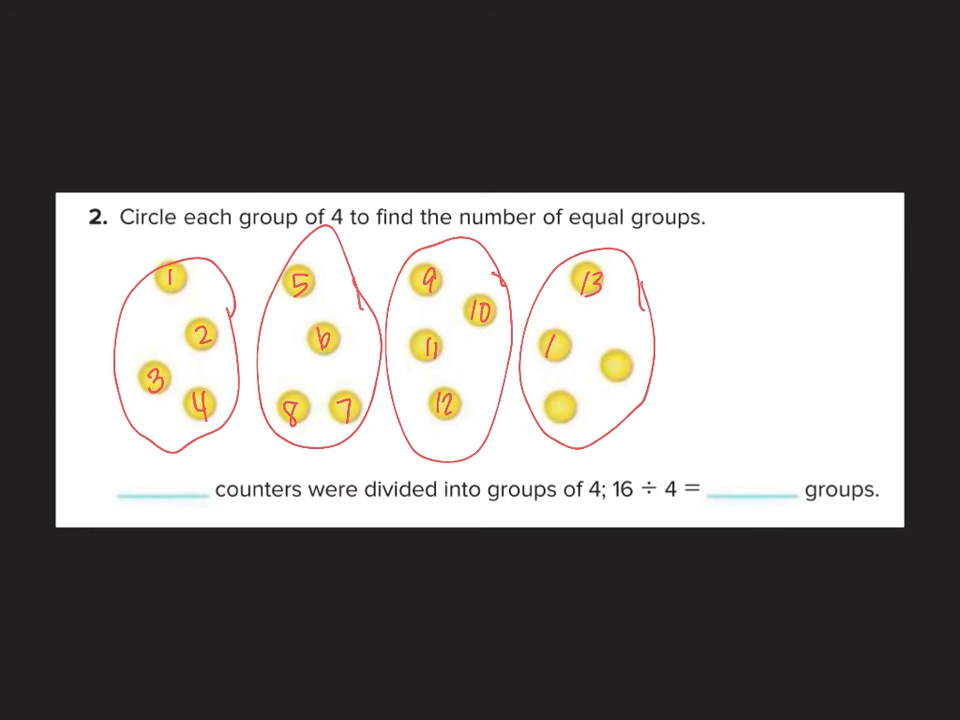 2. Circle each group of 4 to find the number of equal groups.
1 5 9 13
2 6 10
3 11 1
4 8 7 12
counters were divided into groups of 4; 16 ÷ 4 = groups.